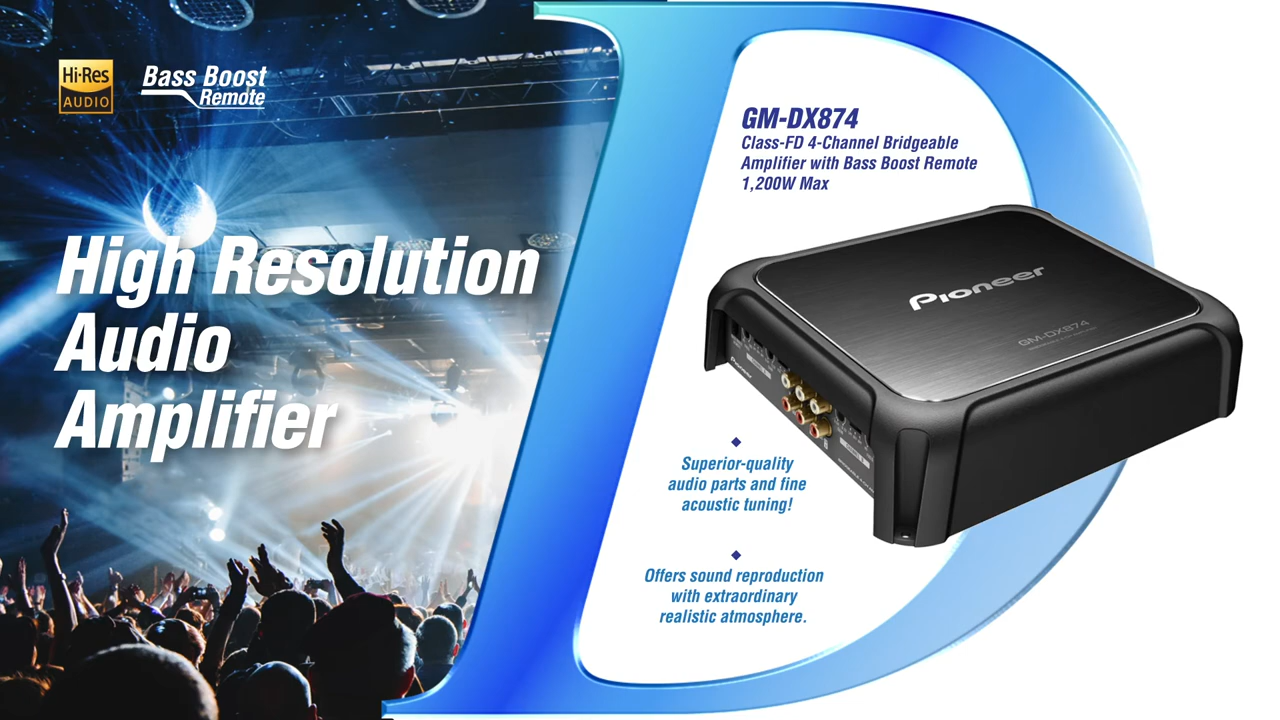 Hi-Res
AUDIO
Bass Boost
Remote
High Resolution
Audio
Amplifier
GM-DX874
Class-FD 4-Channel Bridgeable
Amplifier with Bass Boost Remote
1,200W Max
Pioneer
GM-DX874
Superior-quality
audio parts and fine
acoustic tuning!
Offers sound reproduction
with extraordinary
realistic atmosphere.